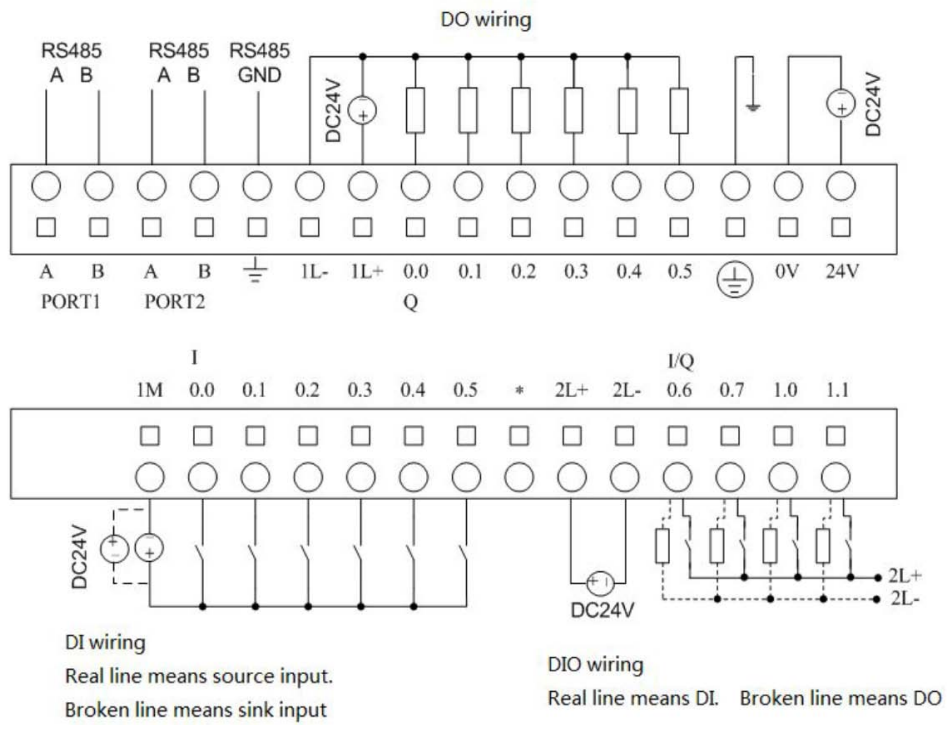 DO wiring
RS485 RS485 RS485
A B A B GND
DC24V
DC24V
A B A B 1L- 1L+ 0.0 0.1 0.2 0.3 0.4 0.5 0V 24V
PORT1 PORT2 Q
I I/Q
1M 0.0 0.1 0.2 0.3 0.4 0.5 * 2L+ 2L- 0.6 0.7 1.0 1.1
DC24V
DC24V
2L+
2L-
DI wiring
Real line means source input.
Broken line means sink input
DIO wiring
Real line means DI. Broken line means DO